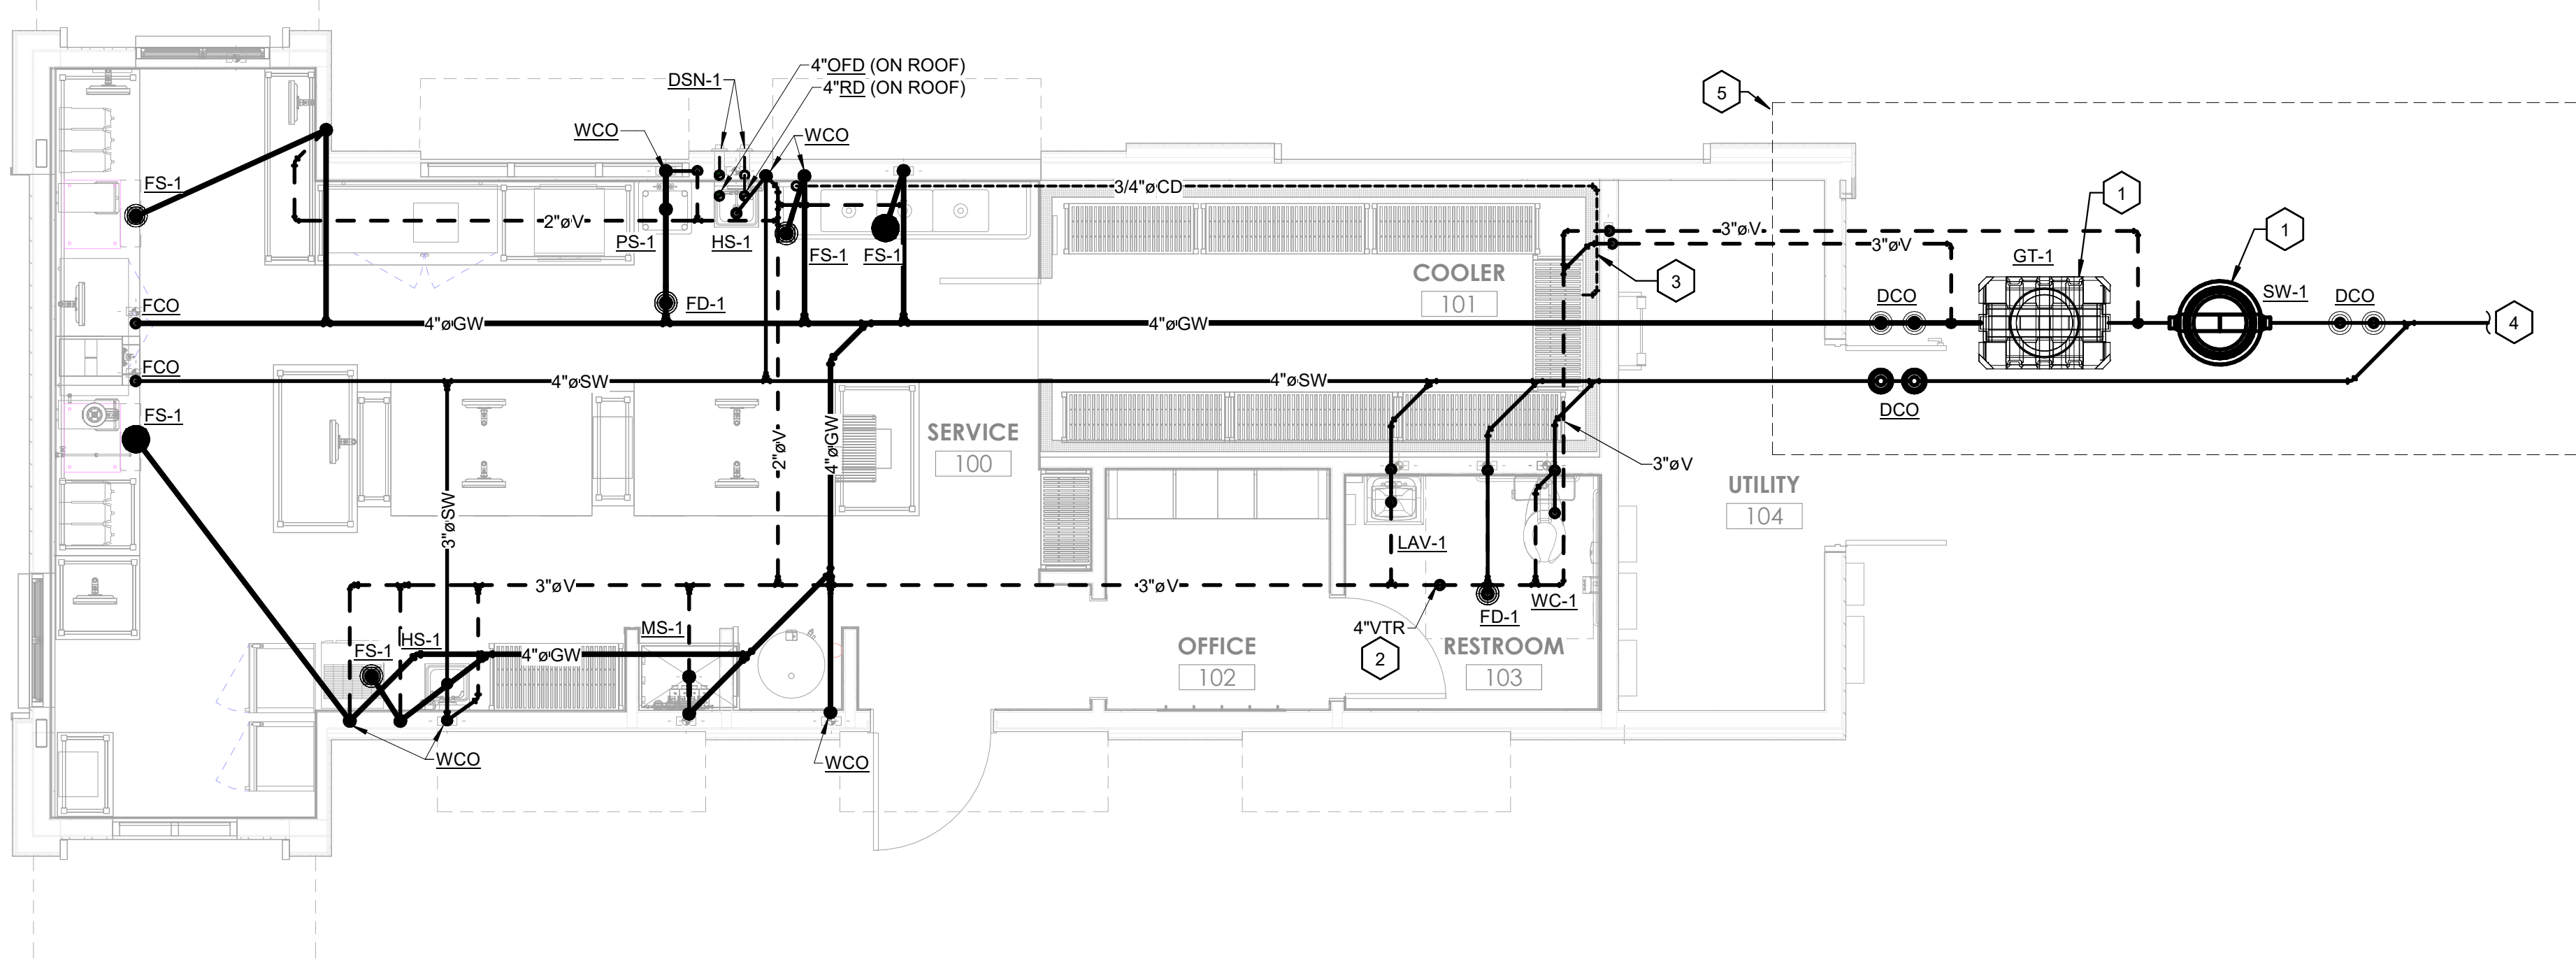 4"OFD (ON ROOF)
DSN-1
4"RD (ON ROOF)
5
WCO
WCO
FS-1
3/4"øCD
1
2"øV
PS-1
HS-1
FS-1
FS-1
3"øV
3"øV
1
GT-1
COOLER
101
3
SW-1
FCO
FD-1
DCO
DCO
4"øGW
4"øGW
4
FCO
4"øSW
4"øSW
DCO
FS-1
SERVICE
100
2"øV
4"øGW
3"øV
UTILITY
104
3"øSW
LAV-1
3"øV
3"øV
WC-1
FD-1
4"VTR
HS-1
MS-1
FS-1
4"øGW
OFFICE
102
2
RESTROOM
103
WCO
WCO